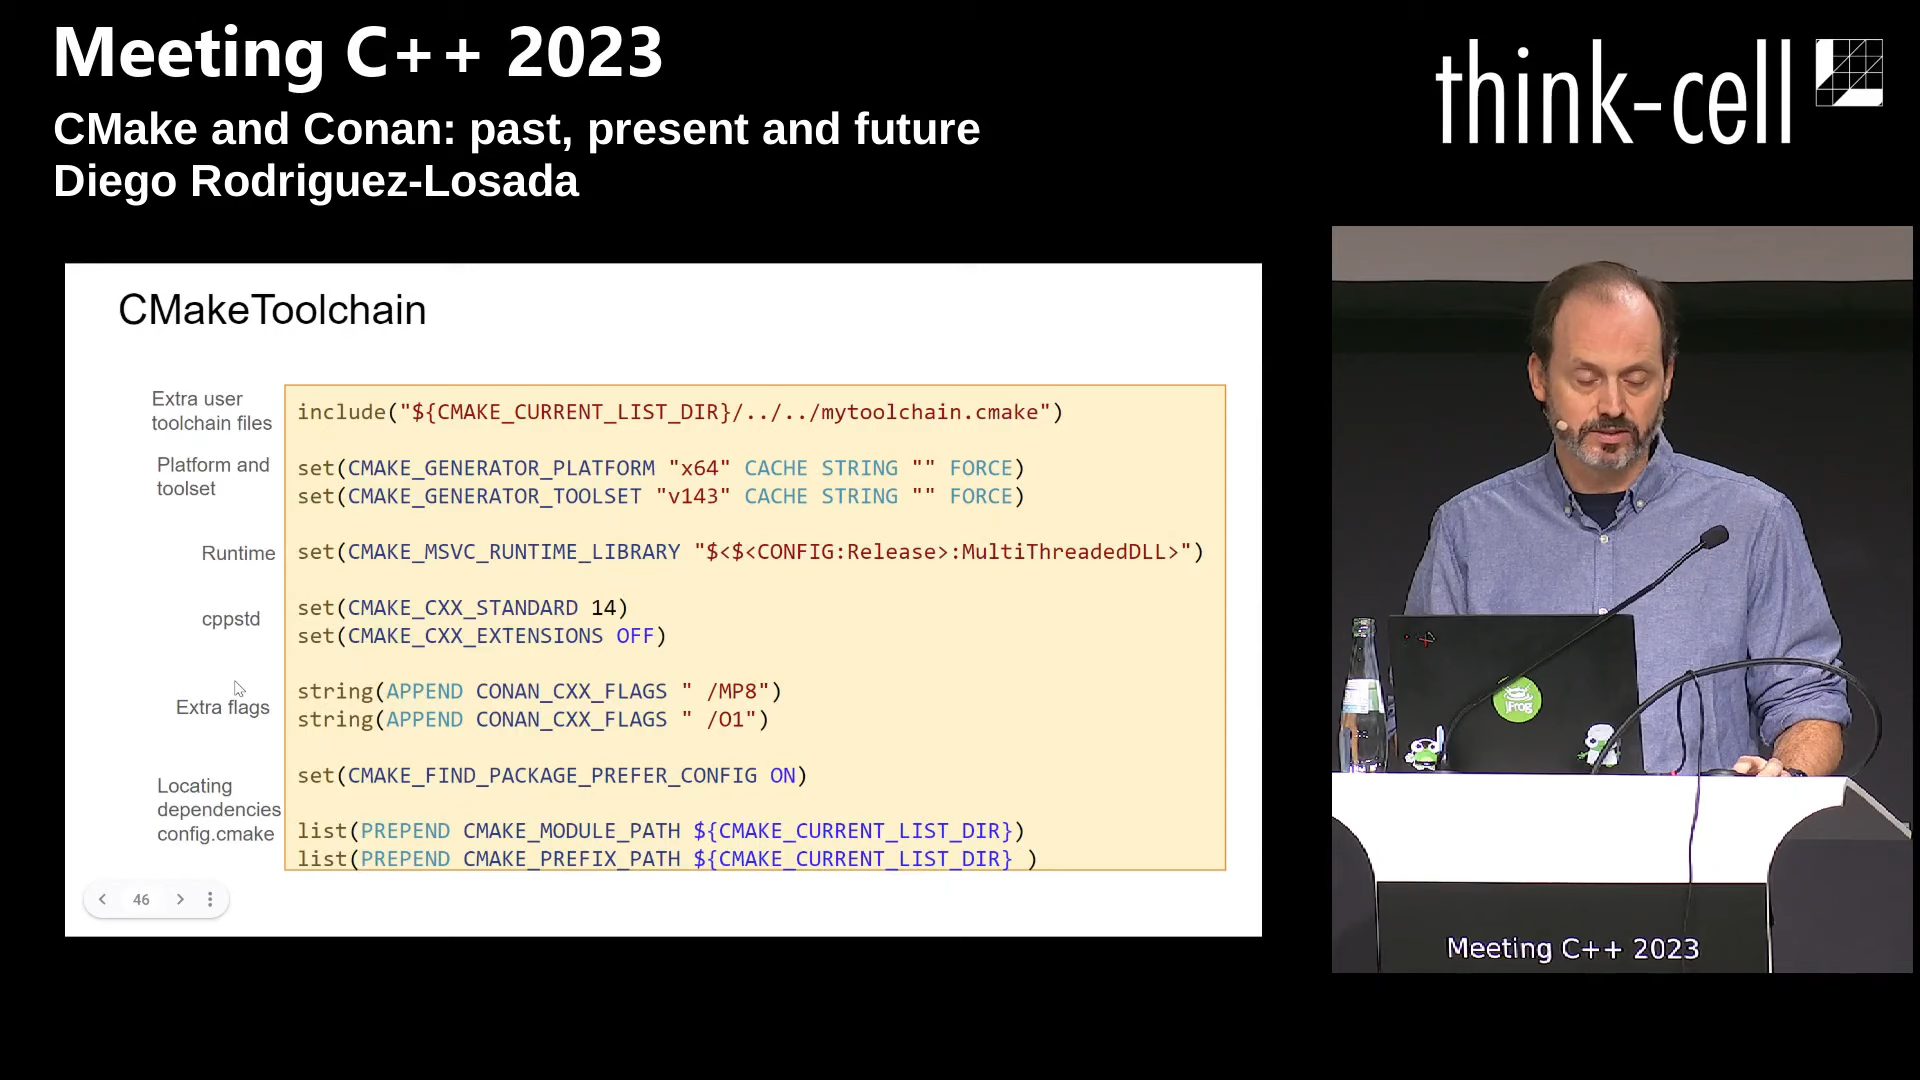 Meeting C++ 2023
CMake and Conan: past, present and future
Diego Rodriguez-Losada
think-cell
CMakeToolchain
Extra user
toolchain files
include("${CMAKE_CURRENT_LIST_DIR}/../../mytoolchain.cmake")
Platform and
toolset
set(CMAKE_GENERATOR_PLATFORM "x64" CACHE STRING "" FORCE)
set(CMAKE_GENERATOR_TOOLSET "v143" CACHE STRING "" FORCE)
Runtime
set(CMAKE_MSVC_RUNTIME_LIBRARY "$<$<CONFIG:Release>:MultiThreadedDLL>")
cppstd
set(CMAKE_CXX_STANDARD 14)
set(CMAKE_CXX_EXTENSIONS OFF)
Extra flags
string(APPEND CONAN_CXX_FLAGS " /MP8")
string(APPEND CONAN_CXX_FLAGS " /O1")
Locating
dependencies
config.cmake
set(CMAKE_FIND_PACKAGE_PREFER_CONFIG ON)
list(PREPEND CMAKE_MODULE_PATH ${CMAKE_CURRENT_LIST_DIR})
list(PREPEND CMAKE_PREFIX_PATH ${CMAKE_CURRENT_LIST_DIR} )
46
JFrog
Meeting C++ 2023